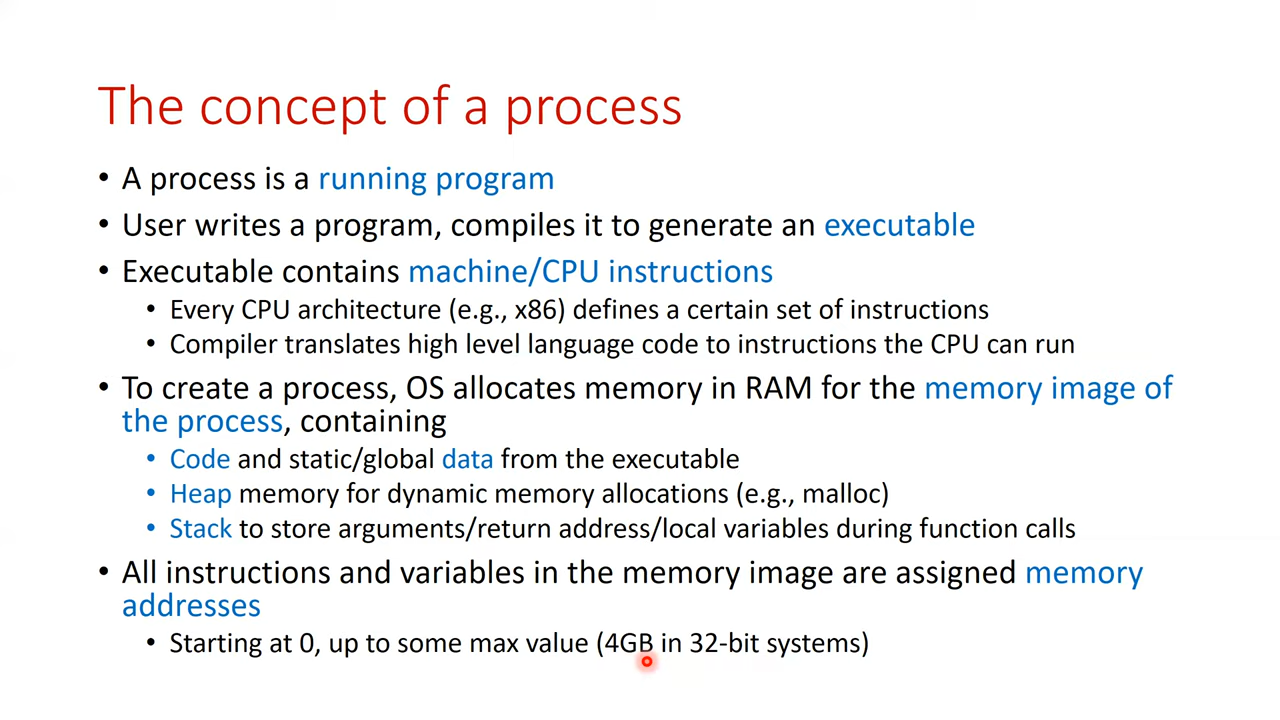 The concept of a process
• A process is a running program
• User writes a program, compiles it to generate an executable
• Executable contains machine/CPU instructions
• Every CPU architecture (e.g., x86) defines a certain set of instructions
• Compiler translates high level language code to instructions the CPU can run
• To create a process, OS allocates memory in RAM for the memory image of
the process, containing
• Code and static/global data from the executable
• Heap memory for dynamic memory allocations (e.g., malloc)
• Stack to store arguments/return address/local variables during function calls
• All instructions and variables in the memory image are assigned memory
addresses
• Starting at 0, up to some max value (4GB in 32-bit systems)